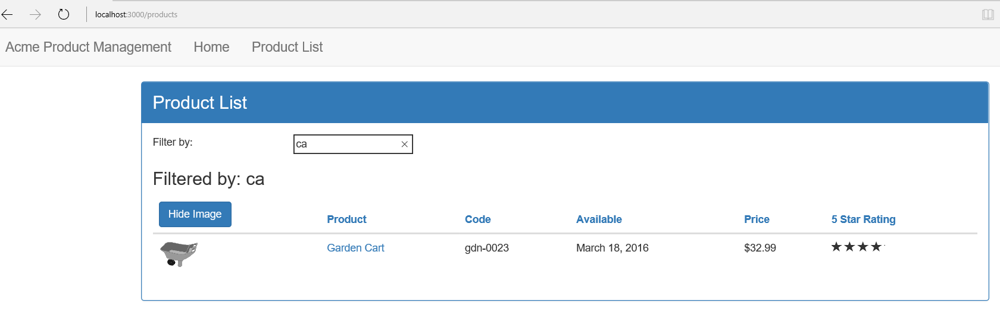 localhost:3000/products
Acme Product Management Home Product List
Product List
Filter by: ca
Filtered by: ca
Hide Image Product Code Available Price 5 Star Rating
Garden Cart gdn-0023 March 18, 2016 $32.99